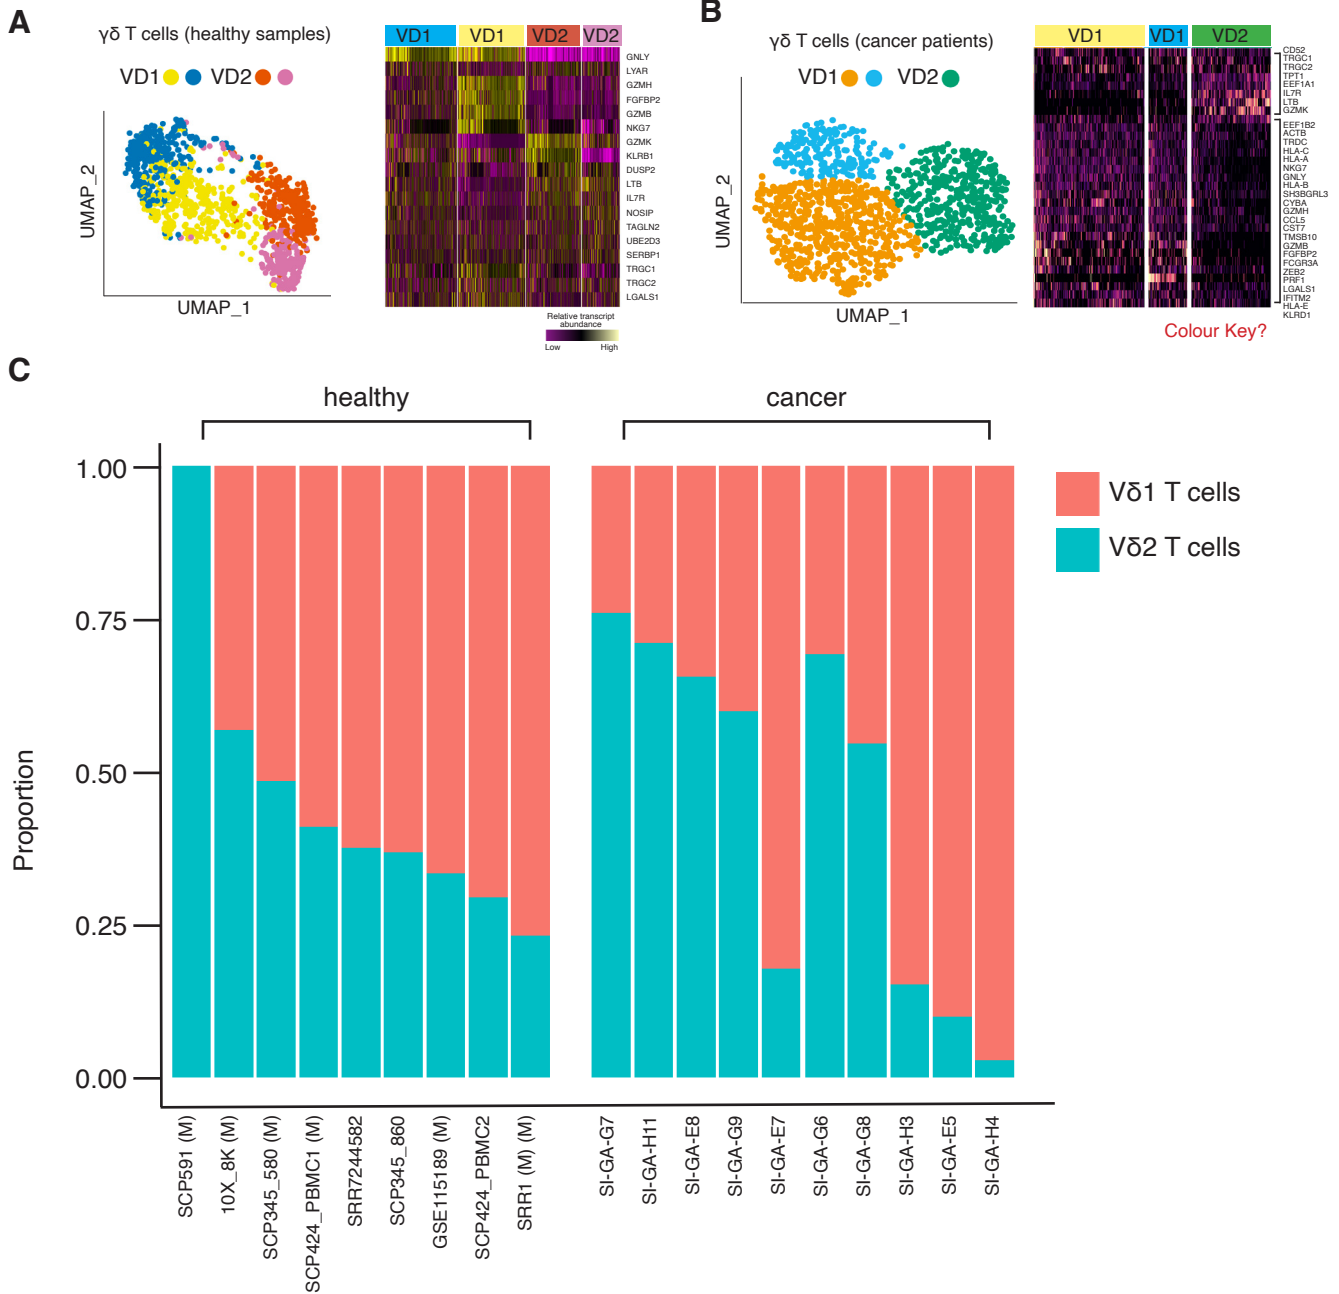 A
γδ T cells (healthy samples)
VD1 VD2
UMAP_2
UMAP_1
VD1 VD1 VD2 VD2
GNLY
LYAR
GZMH
FGFBP2
GZMB
NKG7
GZMK
KLRB1
DUSP2
LTB
IL7R
NOSIP
TAGLN2
UBE2D3
SERBP1
TRGC1
TRGC2
LGALS1
Relative transcript
abundance
Low High
B
γδ T cells (cancer patients)
VD1 VD2
UMAP_2
UMAP_1
VD1 VD1 VD2
CD52
TRGC1
TRGC2
TPT1
EEF1A1
IL7R
LTB
GZMK
EEF1B2
ACTB
TRDC
HLA-C
HLA-A
NKG7
GNLY
HLA-B
SH3BGRL3
CYBA
GZMH
CCL5
CST7
TMSB10
GZMB
FGFBP2
FCGR3A
ZEB2
PRF1
LGALS1
IFITM2
HLA-E
KLRD1
Colour Key?
C
healthy
cancer
Proportion
1.00
0.75
0.50
0.25
0.00
Vδ1 T cells
Vδ2 T cells
SCP591 (M)
10X_8K (M)
SCP345_580 (M)
SCP424_PBMC1 (M)
SRR7244582
SCP345_860
GSE115189 (M)
SCP424_PBMC2
SRR1 (M) (M)
SI-GA-G7
SI-GA-H11
SI-GA-E8
SI-GA-G9
SI-GA-E7
SI-GA-G6
SI-GA-G8
SI-GA-H3
SI-GA-E5
SI-GA-H4